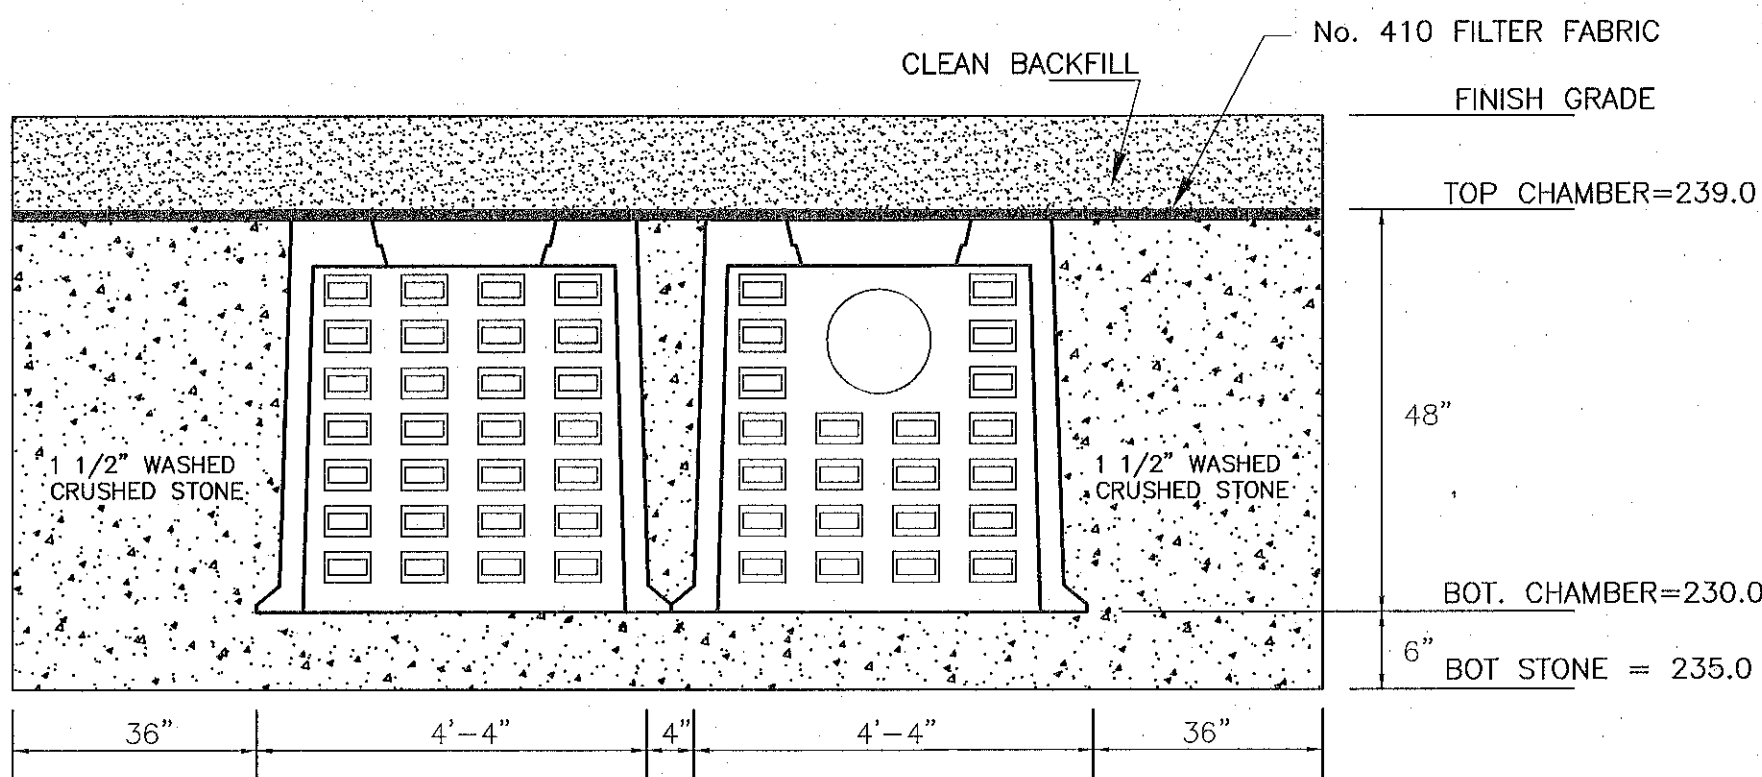 No. 410 FILTER FABRIC
CLEAN BACKFILL
FINISH GRADE
TOP CHAMBER=239.0
48"
1 1/2" WASHED
CRUSHED STONE
1 1/2" WASHED
CRUSHED STONE
BOT. CHAMBER=230.0
6"
BOT STONE = 235.0
36"
4'-4"
4"
4'-4"
36"